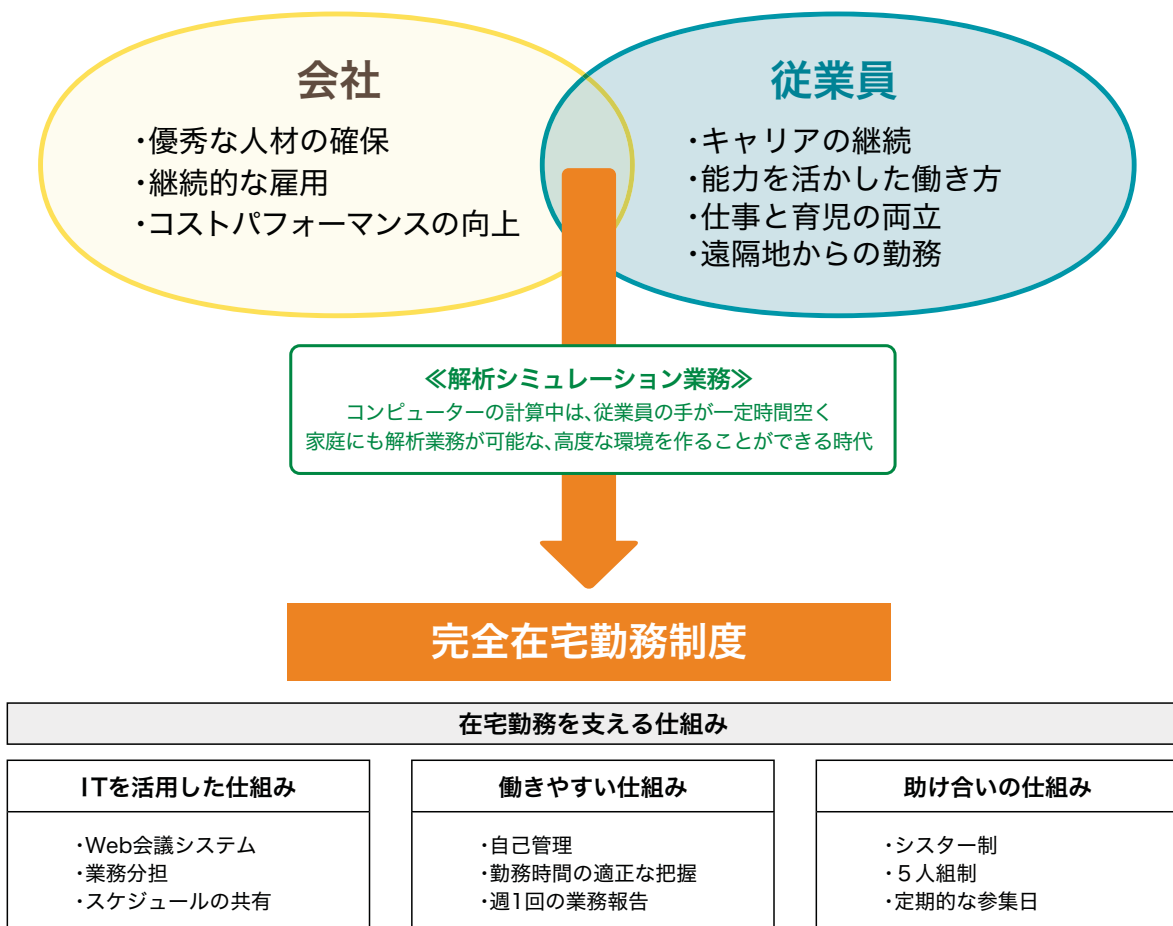 会社
・優秀な人材の確保
・継続的な雇用
・コストパフォーマンスの向上
従業員
・キャリアの継続
・能力を活かした働き方
・仕事と育児の両立
・遠隔地からの勤務
≪解析シミュレーション業務≫
コンピューターの計算中は、従業員の手が一定時間空く
家庭にも解析業務が可能な、高度な環境を作ることができる時代
完全在宅勤務制度
在宅勤務を支える仕組み
ITを活用した仕組み
・Web会議システム
・業務分担
・スケジュールの共有
働きやすい仕組み
・自己管理
・勤務時間の適正な把握
・週1回の業務報告
助け合いの仕組み
・シスター制
・５人組制
・定期的な参集日